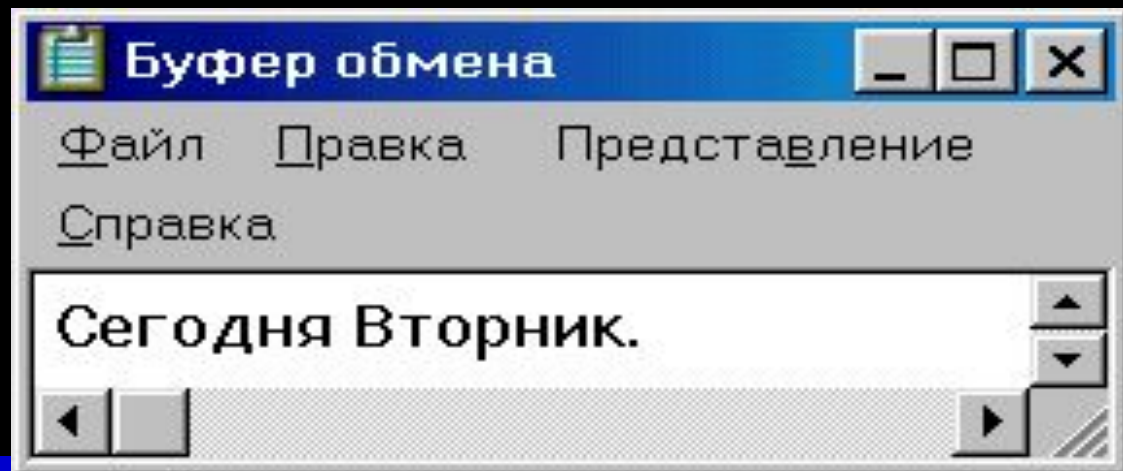 Буфер обмена
Файл Правка Представление
Справка
Сегодня Вторник.